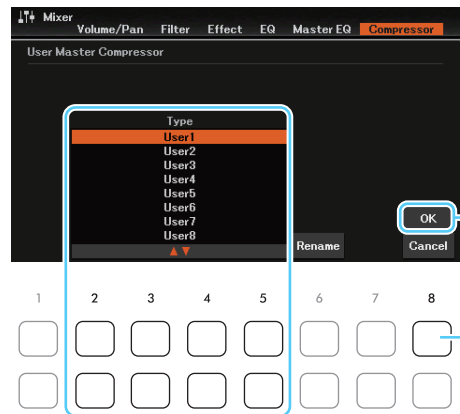 Mixer
Volume/Pan Filter Effect EQ Master EQ Compressor
User Master Compressor
Type
User1
User2
User3
User4
User5
User6
User7
User8
OK
Rename Cancel
1 2 3 4 5 6 7 8